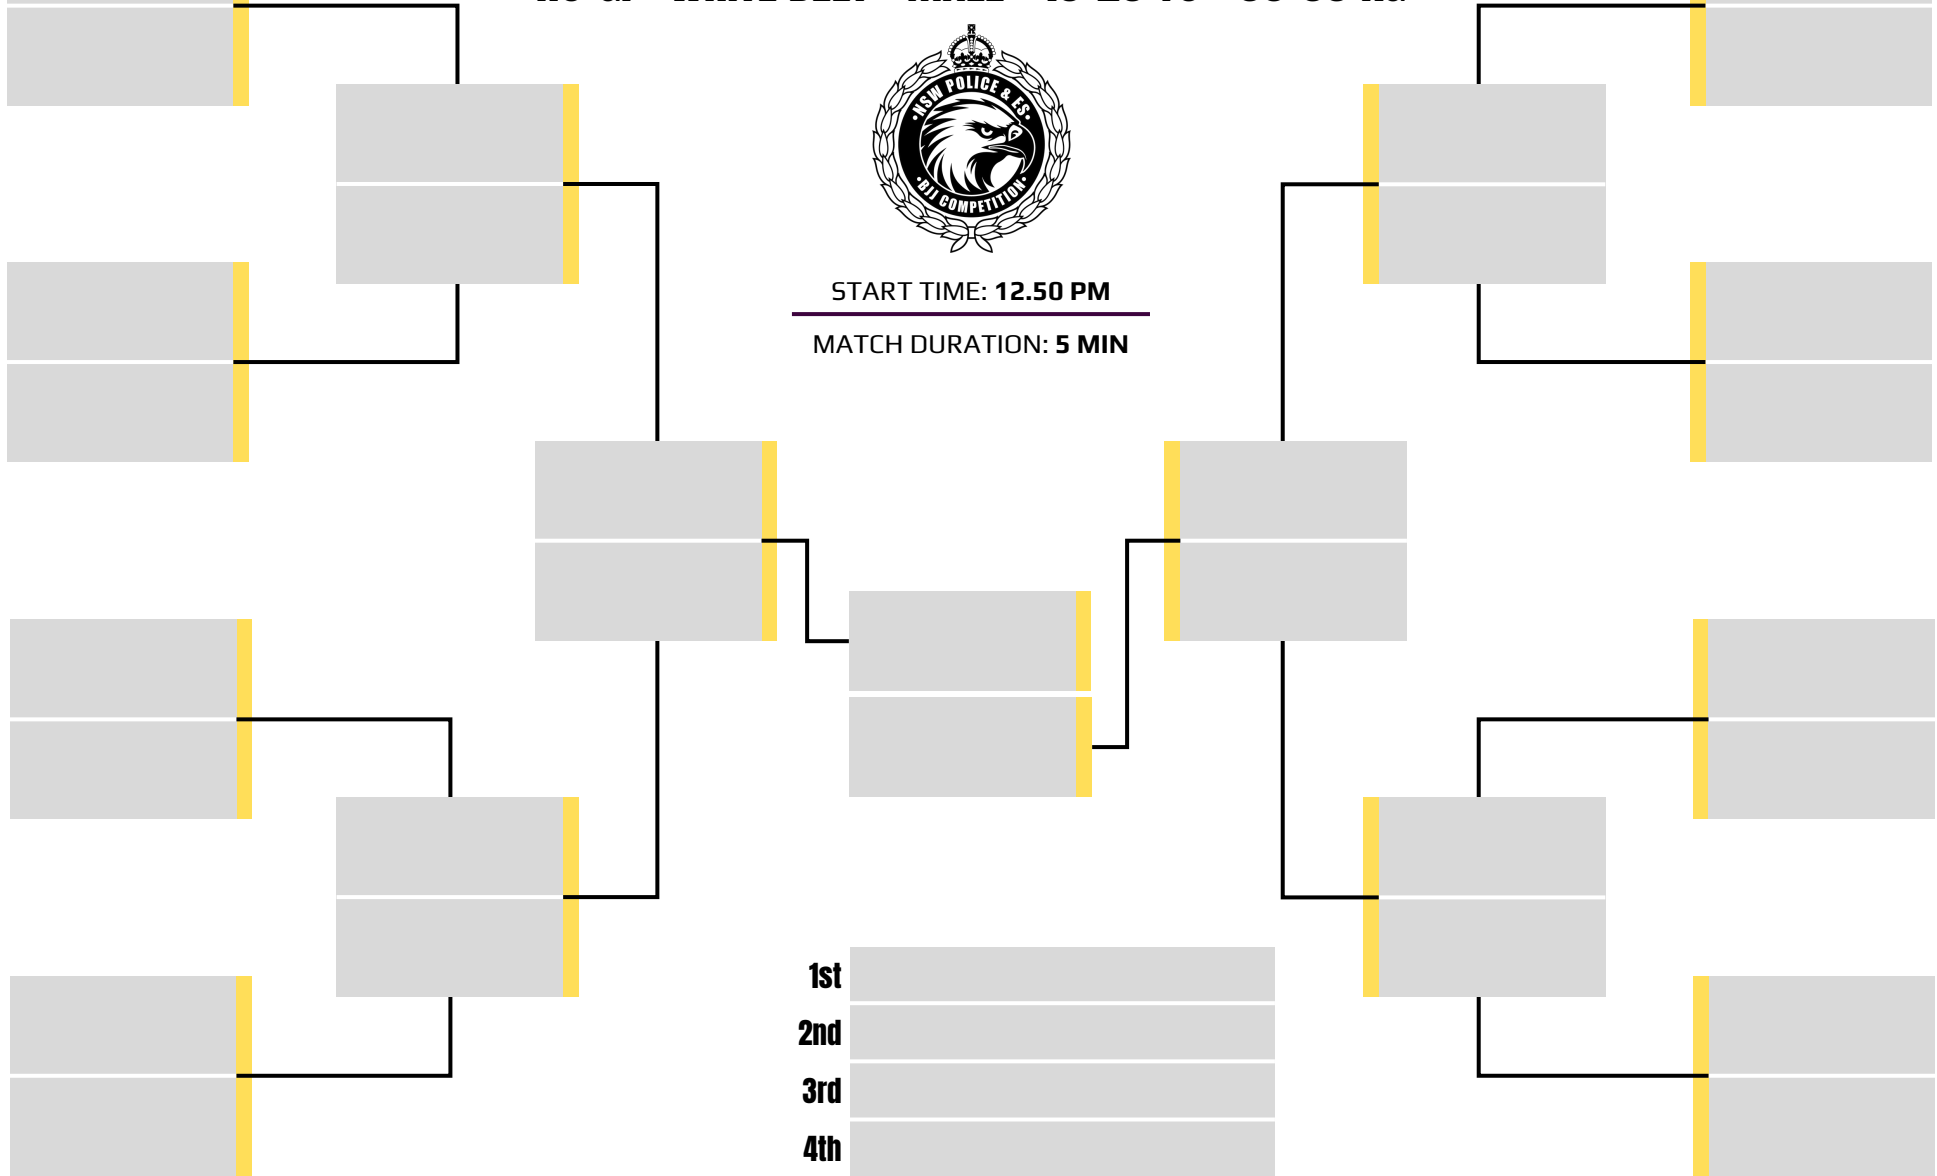 ·NSW POLICE & ES·
·BJJ COMPETITION·
START TIME: 12.50 PM
MATCH DURATION: 5 MIN
1st
2nd
3rd
4th